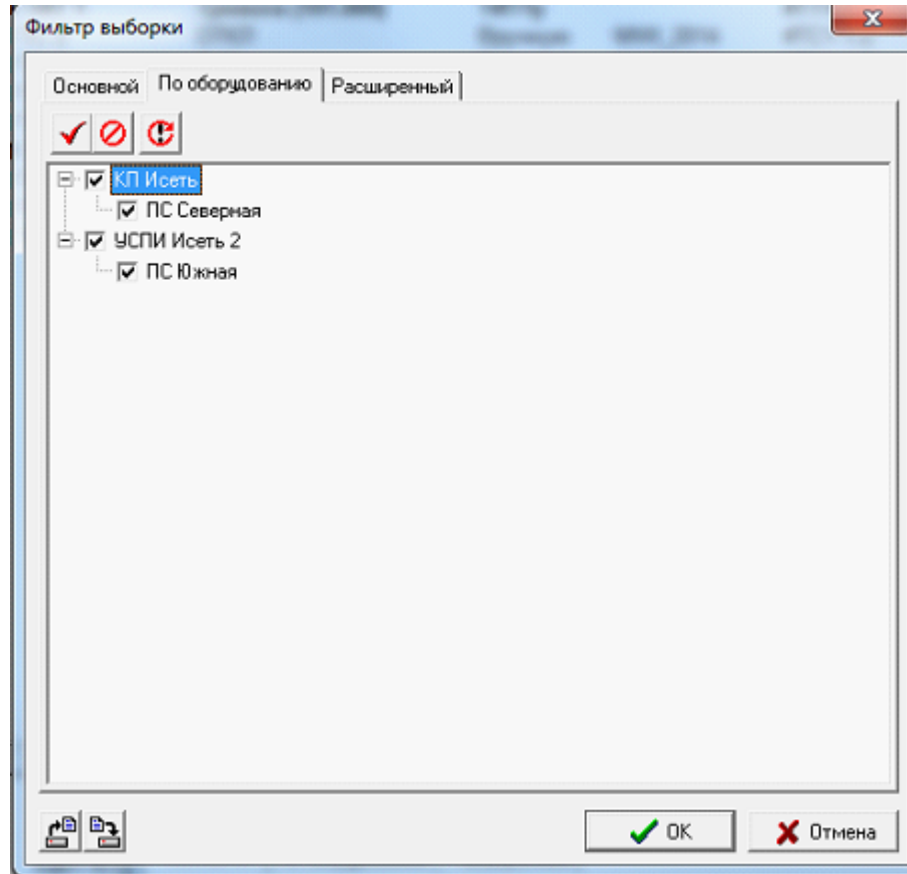 Фильтр выборки
Основной По оборудованию Расширенный
КП Исеть
ПС Северная
УСПИ Исеть 2
ПС Южная
OK Отмена